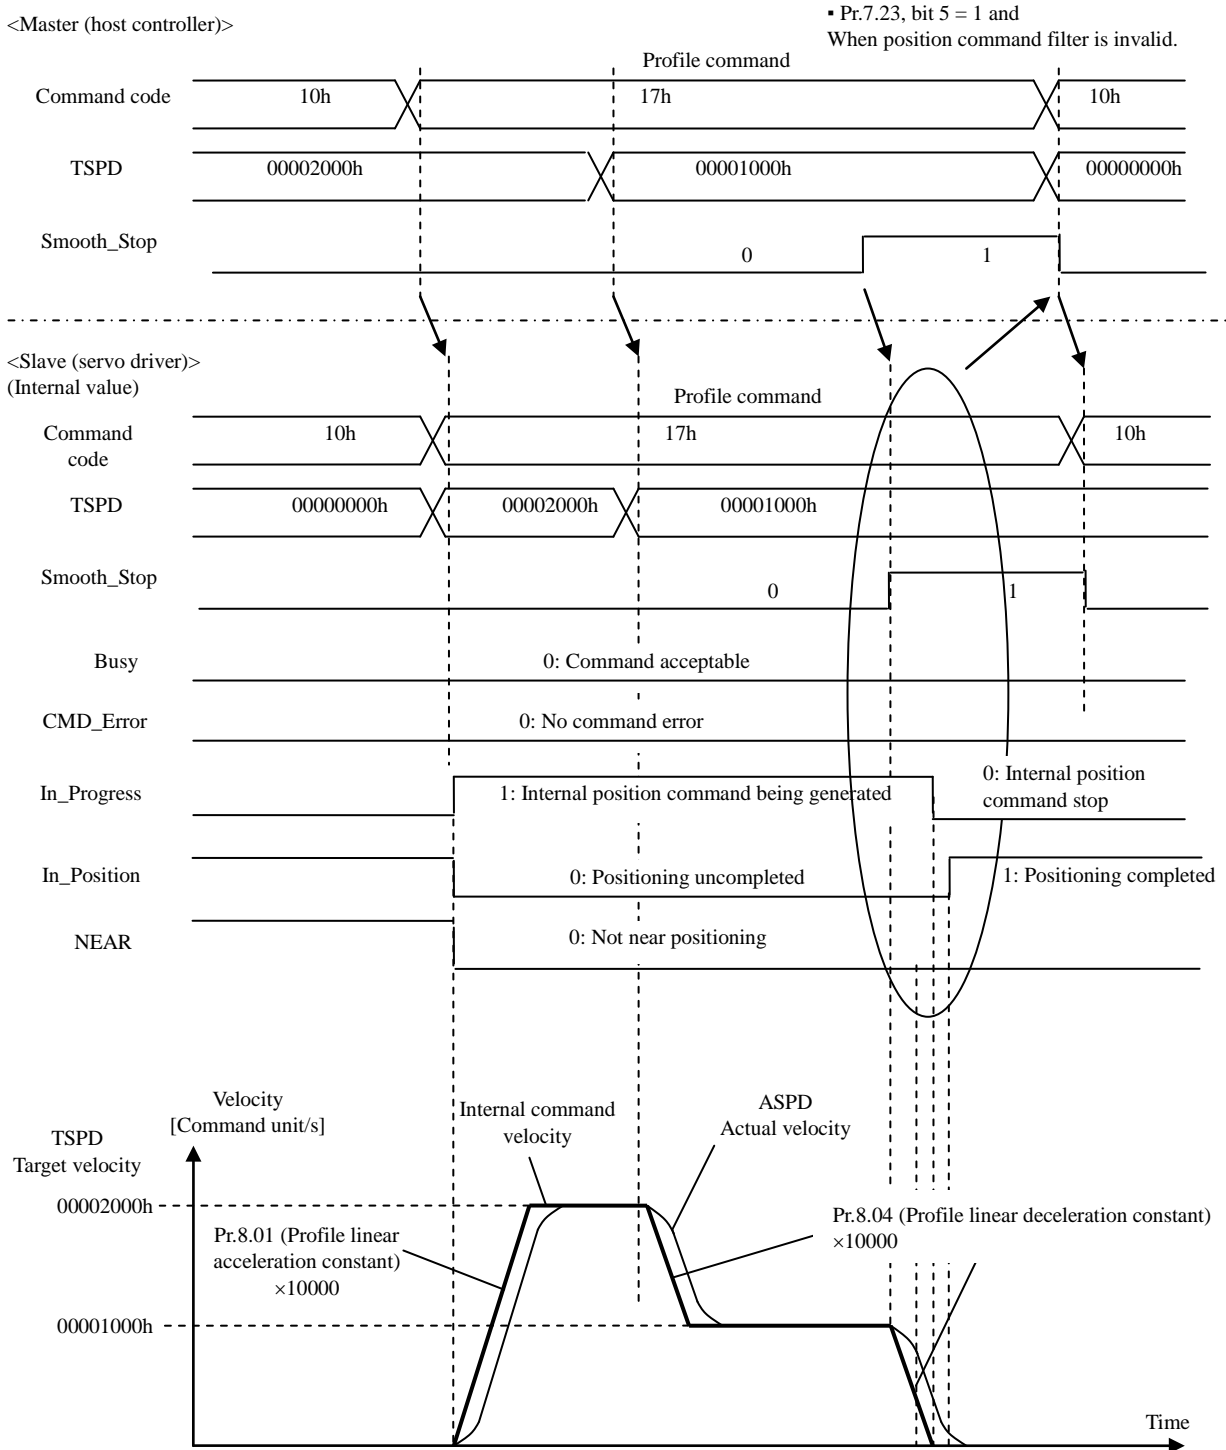 ▪ Pr.7.23, bit 5 = 1 and
<Master (host controller)>
When position command filter is invalid.
Profile command
Command code
10h
17h
10h
TSPD
00002000h
00001000h
00000000h
Smooth_Stop
0
1
<Slave (servo driver)>
(Internal value)
Profile command
Command
code
10h
17h
10h
TSPD
00000000h
00002000h
00001000h
Smooth_Stop
0
1
Busy
0: Command acceptable
CMD_Error
0: No command error
In_Progress
1: Internal position command being generated
0: Internal position
command stop
In_Position
0: Positioning uncompleted
1: Positioning completed
NEAR
0: Not near positioning
Velocity
[Command unit/s]
TSPD
Target velocity
Internal command
velocity
ASPD
Actual velocity
00002000h
Pr.8.01 (Profile linear
acceleration constant)
×10000
Pr.8.04 (Profile linear deceleration constant)
×10000
00001000h
Time